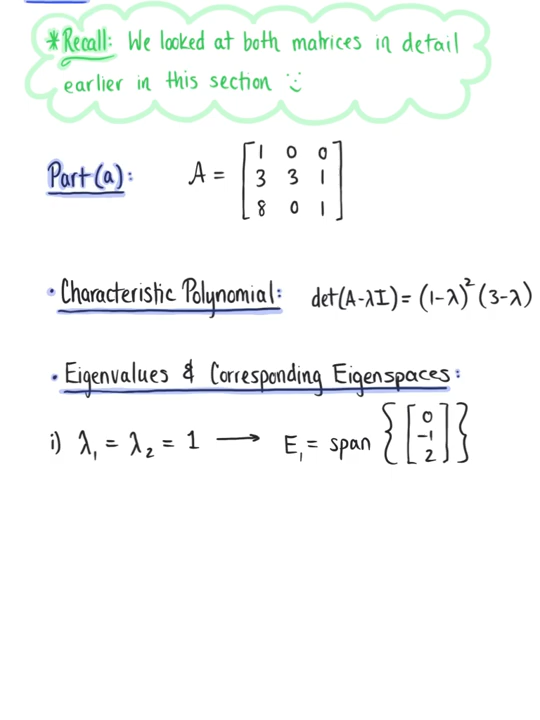 *Recall: We looked at both matrices in detail
earlier in this section
Part(a): A = [1 0 0
3 3 1
8 0 1]
• Characteristic Polynomial: det(A-λI) = (1-λ)² (3-λ)
• Eigenvalues & Corresponding Eigenspaces:
i) λ₁ = λ₂ = 1 → E₁ = span {[0
-1
2]}